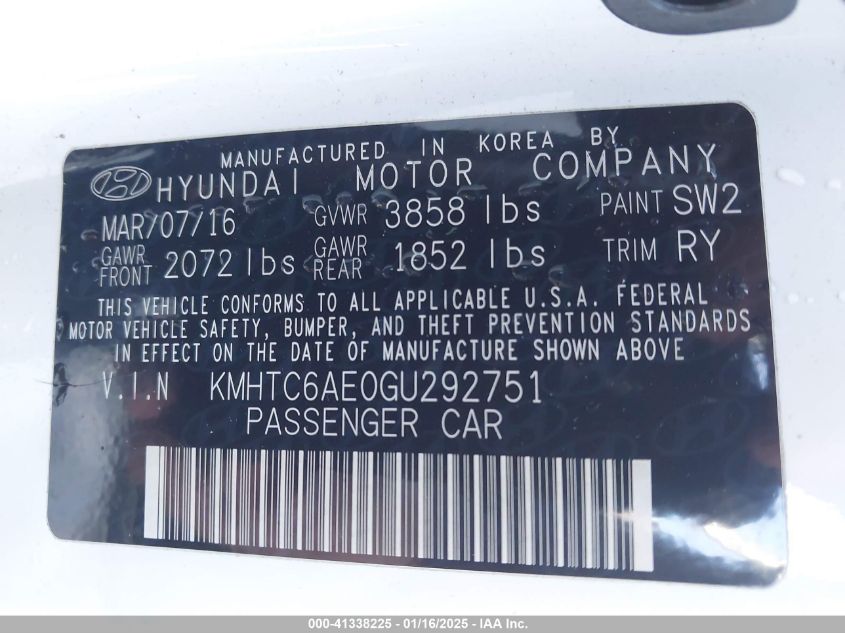 MANUFACTURED IN KOREA BY
HYUNDAI MOTOR COMPANY
MAR/07/16 GVWR 3858 lbs PAINT SW2
GAWR FRONT 2072 lbs GAWR REAR 1852 lbs TRIM RY
THIS VEHICLE CONFORMS TO ALL APPLICABLE U.S.A. FEDERAL
MOTOR VEHICLE SAFETY, BUMPER, AND THEFT PREVENTION STANDARDS
IN EFFECT ON THE DATE OF MANUFACTURE SHOWN ABOVE.
V.I.N KMHTC6AE0GU292751
PASSENGER CAR
000-41338225 - 01/16/2025 - IAA Inc.